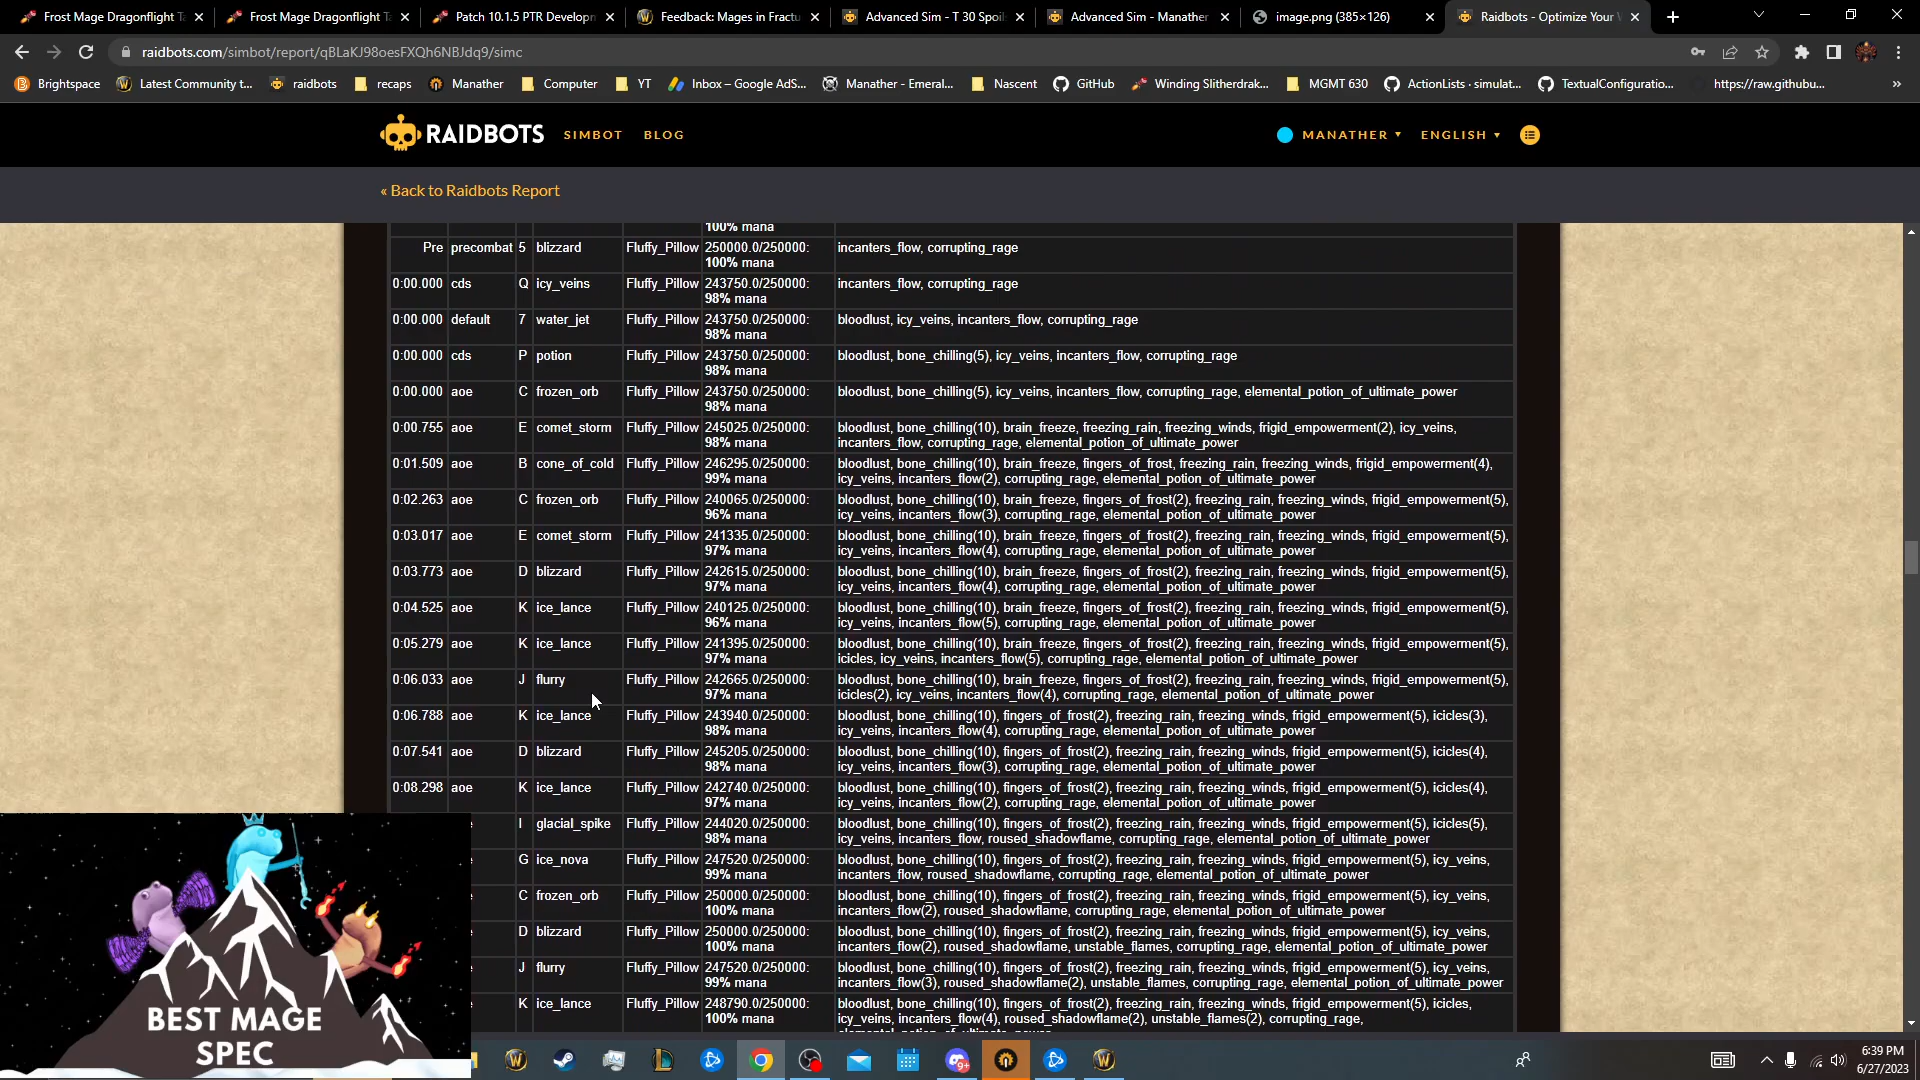 Frost Mage Dragonflight Ta
Frost Mage Dragonflight Ta
Patch 10.1.5 PTR Developm
Feedback: Mages in Fractu
Advanced Sim - T 30 Spoils
Advanced Sim - Manather
image.png (385×126)
Raidbots - Optimize Your W
raidbots.com/simbot/report/qBLaKJ98oesFXQh6NBJdq9/simc
Brightspace
Latest Community t...
raidbots
recaps
Manather
Computer
YT
Inbox – Google AdS...
Manather - Emeral...
Nascent
GitHub
Winding Slitherdrak...
MGMT 630
ActionLists · simulat...
TextualConfiguratio...
https://raw.githubu...
»
RAIDBOTS
SIMBOT
BLOG
MANATHER
ENGLISH
« Back to Raidbots Report
100% mana
Pre precombat 5 blizzard Fluffy_Pillow 250000.0/250000: incanters_flow, corrupting_rage
100% mana
0:00.000 cds Q icy_veins Fluffy_Pillow 243750.0/250000: incanters_flow, corrupting_rage
98% mana
0:00.000 default 7 water_jet Fluffy_Pillow 243750.0/250000: bloodlust, icy_veins, incanters_flow, corrupting_rage
98% mana
0:00.000 cds P potion Fluffy_Pillow 243750.0/250000: bloodlust, bone_chilling(5), icy_veins, incanters_flow, corrupting_rage
98% mana
0:00.000 aoe C frozen_orb Fluffy_Pillow 243750.0/250000: bloodlust, bone_chilling(5), icy_veins, incanters_flow, corrupting_rage, elemental_potion_of_ultimate_power
98% mana
0:00.755 aoe E comet_storm Fluffy_Pillow 245025.0/250000: bloodlust, bone_chilling(10), brain_freeze, freezing_rain, freezing_winds, frigid_empowerment(2), icy_veins,
98% mana incanters_flow, corrupting_rage, elemental_potion_of_ultimate_power
0:01.509 aoe B cone_of_cold Fluffy_Pillow 246295.0/250000: bloodlust, bone_chilling(10), brain_freeze, fingers_of_frost, freezing_rain, freezing_winds, frigid_empowerment(4),
99% mana icy_veins, incanters_flow(2), corrupting_rage, elemental_potion_of_ultimate_power
0:02.263 aoe C frozen_orb Fluffy_Pillow 240065.0/250000: bloodlust, bone_chilling(10), brain_freeze, fingers_of_frost(2), freezing_rain, freezing_winds, frigid_empowerment(5),
96% mana icy_veins, incanters_flow(3), corrupting_rage, elemental_potion_of_ultimate_power
0:03.017 aoe E comet_storm Fluffy_Pillow 241335.0/250000: bloodlust, bone_chilling(10), brain_freeze, fingers_of_frost(2), freezing_rain, freezing_winds, frigid_empowerment(5),
97% mana icy_veins, incanters_flow(4), corrupting_rage, elemental_potion_of_ultimate_power
0:03.773 aoe D blizzard Fluffy_Pillow 242615.0/250000: bloodlust, bone_chilling(10), brain_freeze, fingers_of_frost(2), freezing_rain, freezing_winds, frigid_empowerment(5),
97% mana icy_veins, incanters_flow(4), corrupting_rage, elemental_potion_of_ultimate_power
0:04.525 aoe K ice_lance Fluffy_Pillow 240125.0/250000: bloodlust, bone_chilling(10), brain_freeze, fingers_of_frost(2), freezing_rain, freezing_winds, frigid_empowerment(5),
96% mana icy_veins, incanters_flow(5), corrupting_rage, elemental_potion_of_ultimate_power
0:05.279 aoe K ice_lance Fluffy_Pillow 241395.0/250000: bloodlust, bone_chilling(10), brain_freeze, fingers_of_frost(2), freezing_rain, freezing_winds, frigid_empowerment(5),
97% mana icicles, icy_veins, incanters_flow(5), corrupting_rage, elemental_potion_of_ultimate_power
0:06.033 aoe J flurry Fluffy_Pillow 242665.0/250000: bloodlust, bone_chilling(10), brain_freeze, fingers_of_frost(2), freezing_rain, freezing_winds, frigid_empowerment(5),
97% mana icicles(2), icy_veins, incanters_flow(4), corrupting_rage, elemental_potion_of_ultimate_power
0:06.788 aoe K ice_lance Fluffy_Pillow 243940.0/250000: bloodlust, bone_chilling(10), fingers_of_frost(2), freezing_rain, freezing_winds, frigid_empowerment(5), icicles(3),
98% mana icy_veins, incanters_flow(4), corrupting_rage, elemental_potion_of_ultimate_power
0:07.541 aoe D blizzard Fluffy_Pillow 245205.0/250000: bloodlust, bone_chilling(10), fingers_of_frost(2), freezing_rain, freezing_winds, frigid_empowerment(5), icicles(4),
98% mana icy_veins, incanters_flow(3), corrupting_rage, elemental_potion_of_ultimate_power
0:08.298 aoe K ice_lance Fluffy_Pillow 242740.0/250000: bloodlust, bone_chilling(10), fingers_of_frost(2), freezing_rain, freezing_winds, frigid_empowerment(5), icicles(4),
97% mana icy_veins, incanters_flow(2), corrupting_rage, elemental_potion_of_ultimate_power
I glacial_spike Fluffy_Pillow 244020.0/250000: bloodlust, bone_chilling(10), fingers_of_frost(2), freezing_rain, freezing_winds, frigid_empowerment(5), icicles(5),
98% mana icy_veins, incanters_flow, roused_shadowflame, corrupting_rage, elemental_potion_of_ultimate_power
G ice_nova Fluffy_Pillow 247520.0/250000: bloodlust, bone_chilling(10), fingers_of_frost(2), freezing_rain, freezing_winds, frigid_empowerment(5), icy_veins,
99% mana incanters_flow, roused_shadowflame, corrupting_rage, elemental_potion_of_ultimate_power
C frozen_orb Fluffy_Pillow 250000.0/250000: bloodlust, bone_chilling(10), fingers_of_frost(2), freezing_rain, freezing_winds, frigid_empowerment(5), icy_veins,
100% mana incanters_flow(2), roused_shadowflame, corrupting_rage, elemental_potion_of_ultimate_power
D blizzard Fluffy_Pillow 250000.0/250000: bloodlust, bone_chilling(10), fingers_of_frost(2), freezing_rain, freezing_winds, frigid_empowerment(5), icy_veins,
100% mana incanters_flow(2), roused_shadowflame, unstable_flames, corrupting_rage, elemental_potion_of_ultimate_power
J flurry Fluffy_Pillow 247520.0/250000: bloodlust, bone_chilling(10), fingers_of_frost(2), freezing_rain, freezing_winds, frigid_empowerment(5), icy_veins,
99% mana incanters_flow(3), roused_shadowflame(2), unstable_flames, corrupting_rage, elemental_potion_of_ultimate_power
K ice_lance Fluffy_Pillow 248790.0/250000: bloodlust, bone_chilling(10), fingers_of_frost(2), freezing_rain, freezing_winds, frigid_empowerment(5), icicles,
100% mana icy_veins, incanters_flow(4), roused_shadowflame(2), unstable_flames(2), corrupting_rage,
BEST MAGE
SPEC
9+
6:39 PM
6/27/2023